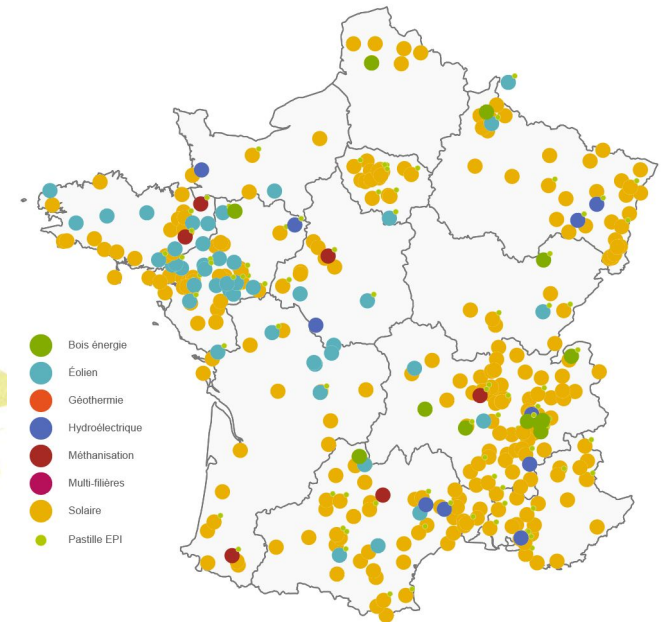 Bois énergie
Éolien
Géothermie
Hydroélectrique
Méthanisation
Multi-filières
Solaire
Pastille EPI